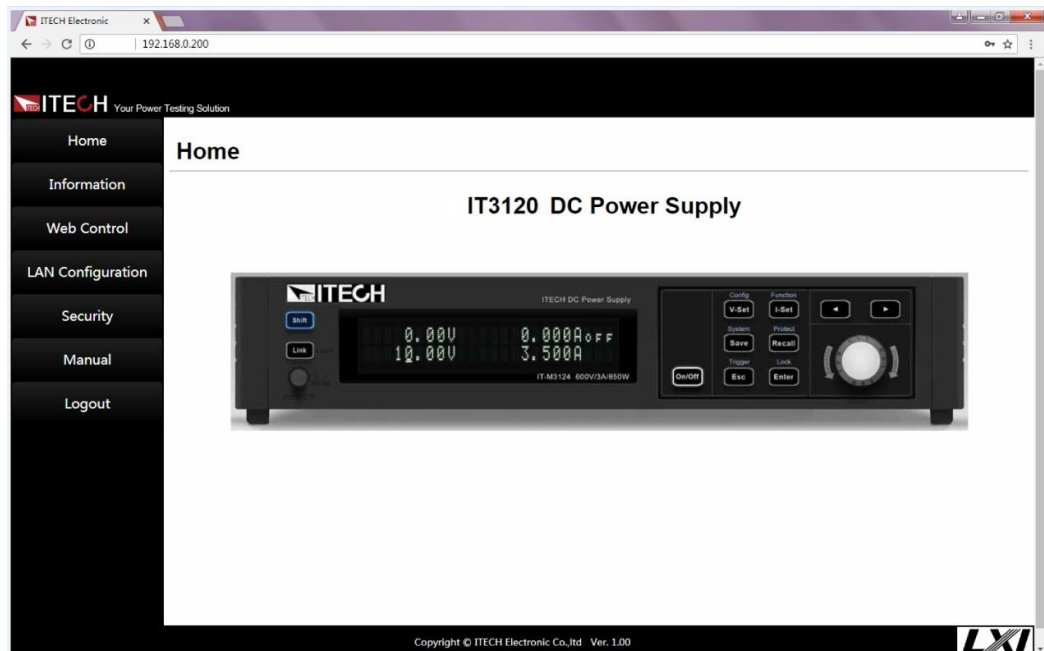 ITECH Electronic
192.168.0.200
ITECH Your Power Testing Solution
Home
Information
Web Control
LAN Configuration
Security
Manual
Logout
Home
IT3120 DC Power Supply
ITECH
ITECH DC Power Supply
Shift
Link
0.00V 0.000A OFF
10.00V 3.500A
IT-M3124 600V/3A/850W
On/Off
Config Function
V-Set I-Set
System Protect
Save Recall
Trigger Lock
Esc Enter
Copyright © ITECH Electronic Co.,ltd Ver. 1.00
LXI